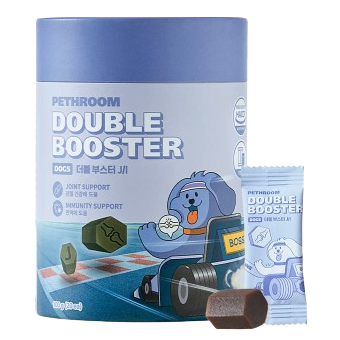 PETHROOM
DOUBLE
BOOSTER
DOGS 더블 부스터 J/I
JOINT SUPPORT
관절 건강에 도움
IMMUNITY SUPPORT
면역력 도움
BOSS
PETHROOM
DOUBLE
BOOSTER
DOGS 더블 부스터 J/I